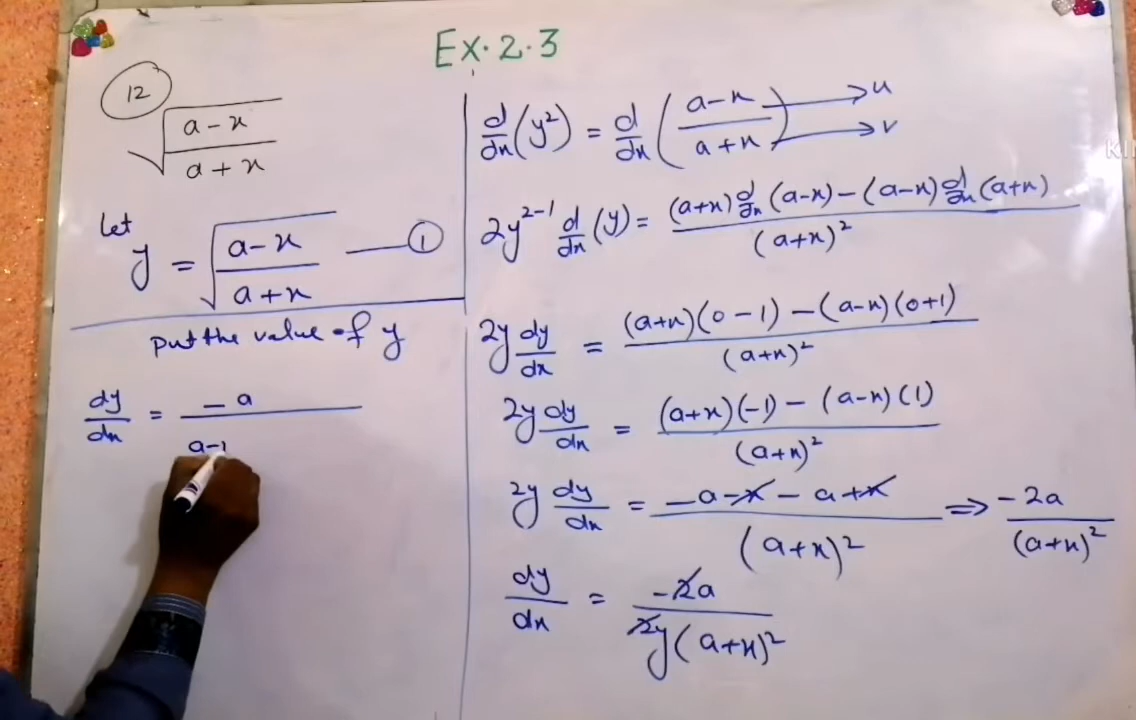 Ex. 2.3
12
√((a-x)/(a+x))
let
y = √((a-x)/(a+x)) — 1
put the value of y
dy/dx = -a/a-
d/dx (y²) = d/dx ((a-x)/(a+x)) → u → v
2y²⁻¹ d/dx (y) = ((a+x) d/dx (a-x) - (a-x) d/dx (a+x))/(a+x)²
2y dy/dx = ((a+x)(0-1) - (a-x)(0+1))/(a+x)²
2y dy/dx = ((a+x)(-1) - (a-x)(1))/(a+x)²
2y dy/dx = (-a-x-a+x)/(a+x)² ⇒ -2a/(a+x)²
dy/dx = -2a/2y(a+x)²